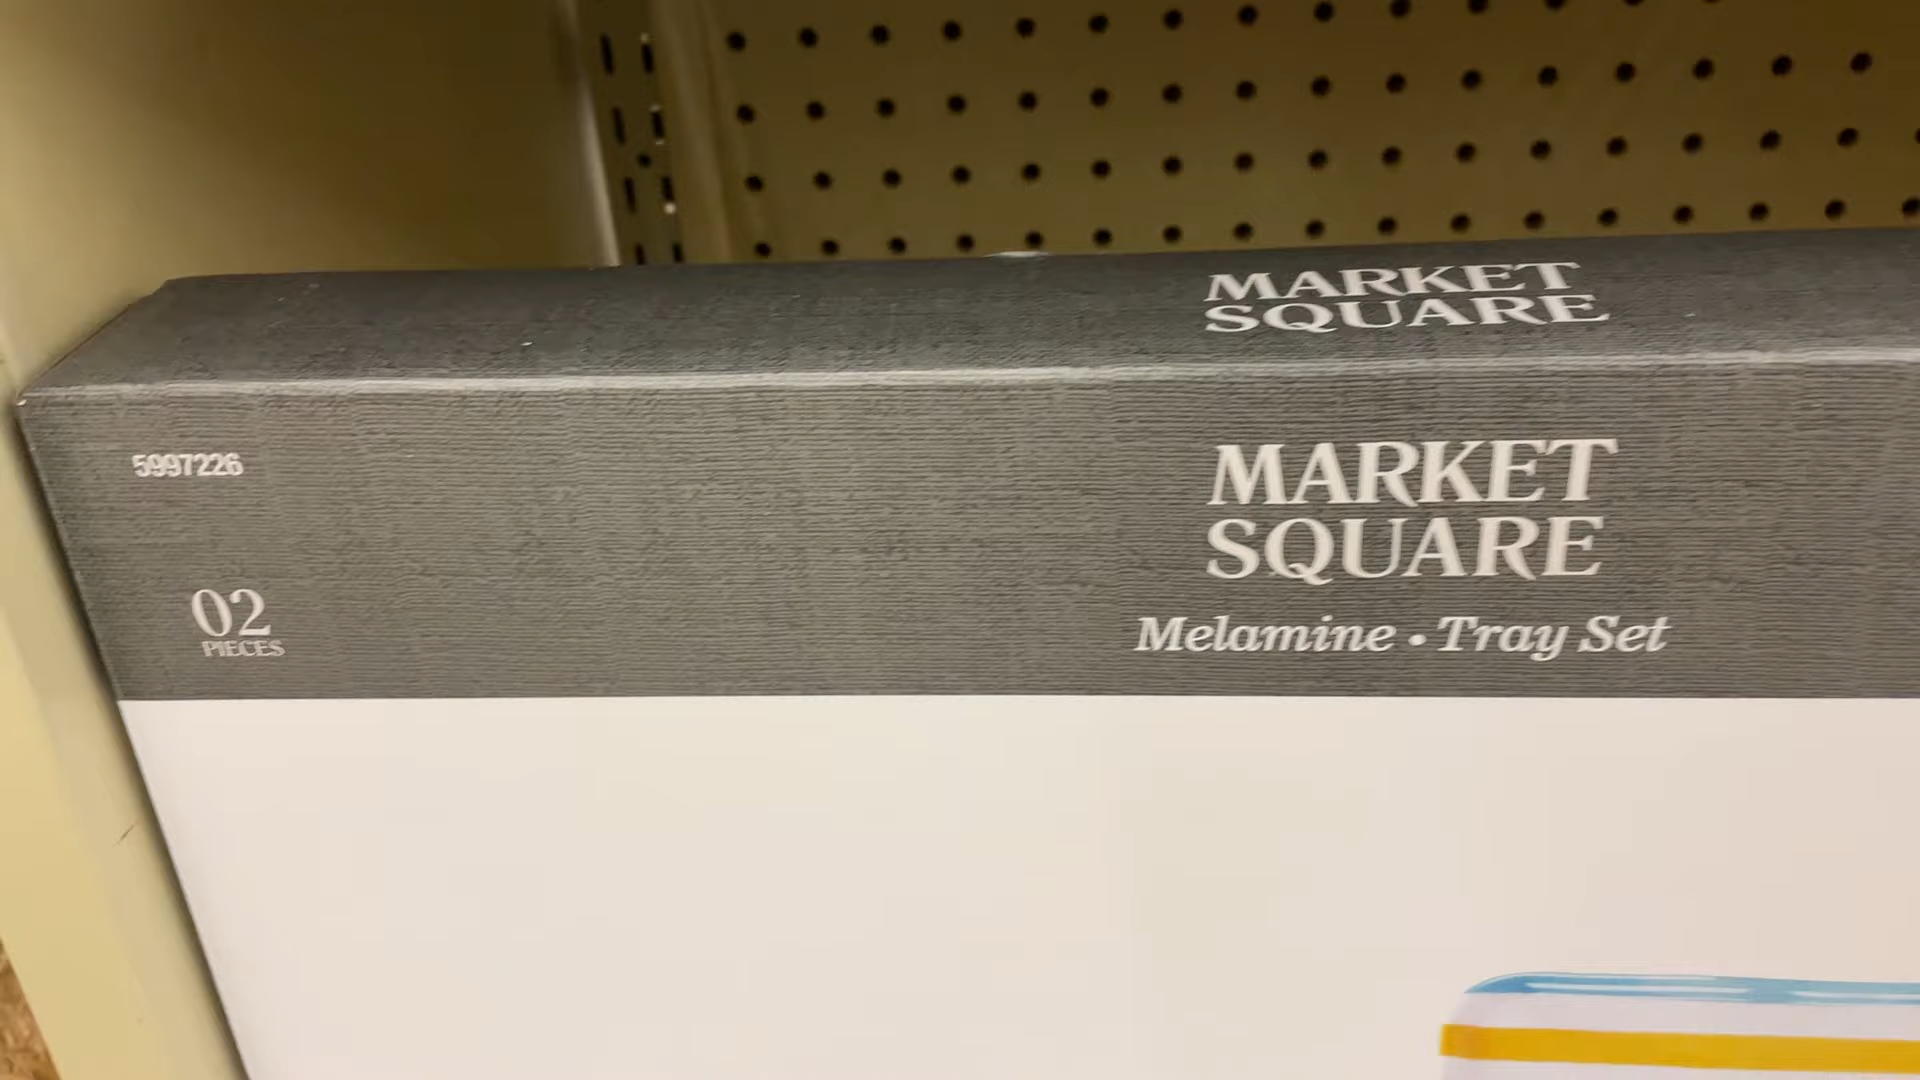 MARKET
SQUARE
5997226
MARKET
SQUARE
02
PIECES
Melamine • Tray Set